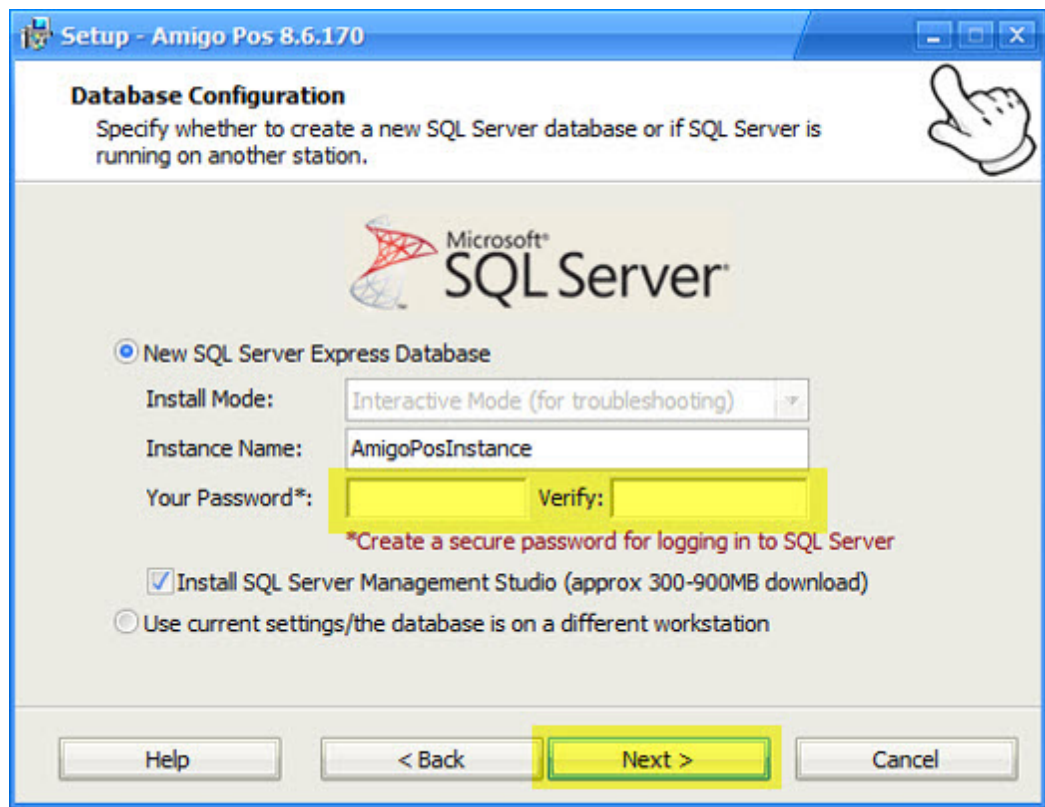 Setup - Amigo Pos 8.6.170
Database Configuration
Specify whether to create a new SQL Server database or if SQL Server is
running on another station.
Microsoft®
SQL Server®
New SQL Server Express Database
Install Mode: Interactive Mode (for troubleshooting)
Instance Name: AmigoPosInstance
Your Password*: Verify:
*Create a secure password for logging in to SQL Server
Install SQL Server Management Studio (approx 300-900MB download)
Use current settings/the database is on a different workstation
Help < Back Next > Cancel